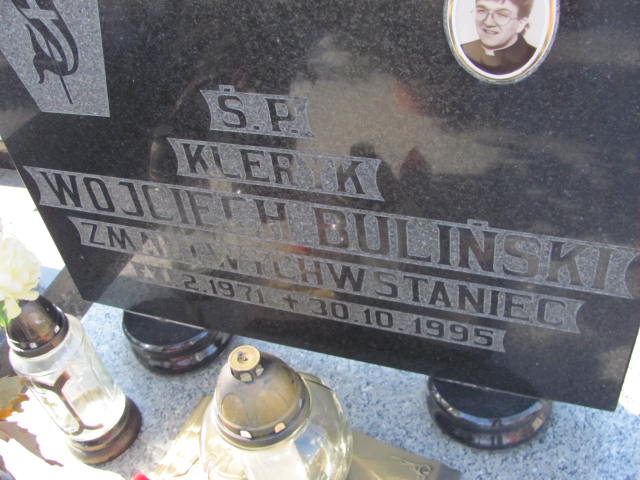 Ś.P.
KLERYK
WOJCIECH BULIŃSKI
ZMARTWYCHWSTANIEC
2.1971 + 30.10.1995